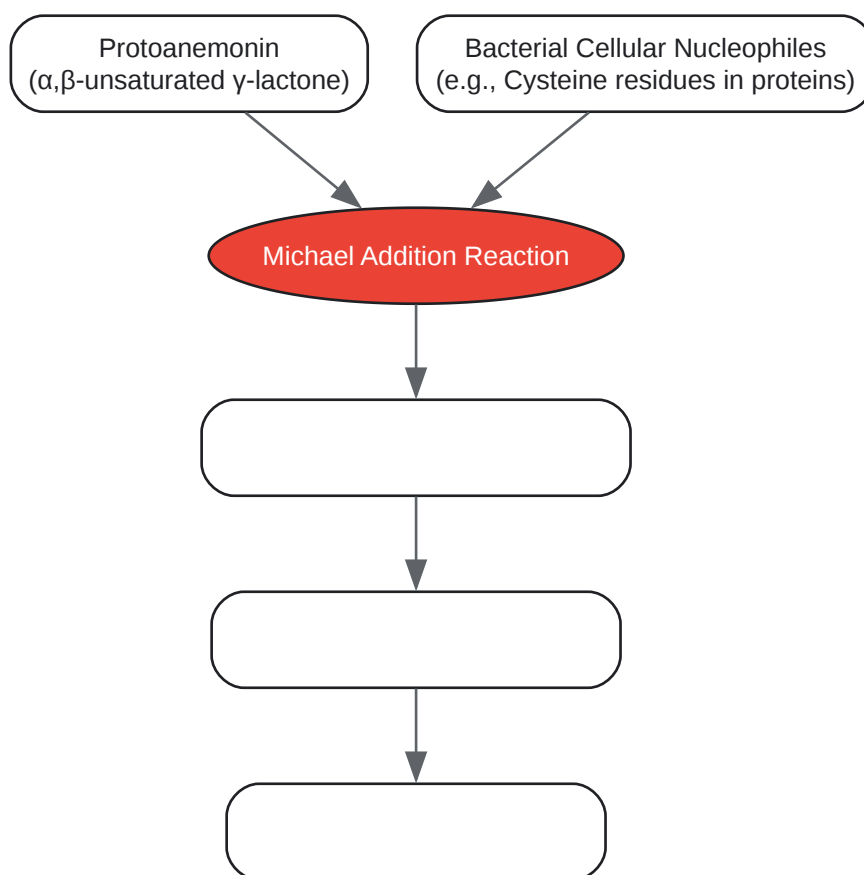 Protoanemonin
(α,β-unsaturated γ-lactone)
Bacterial Cellular Nucleophiles
(e.g., Cysteine residues in proteins)
Michael Addition Reaction